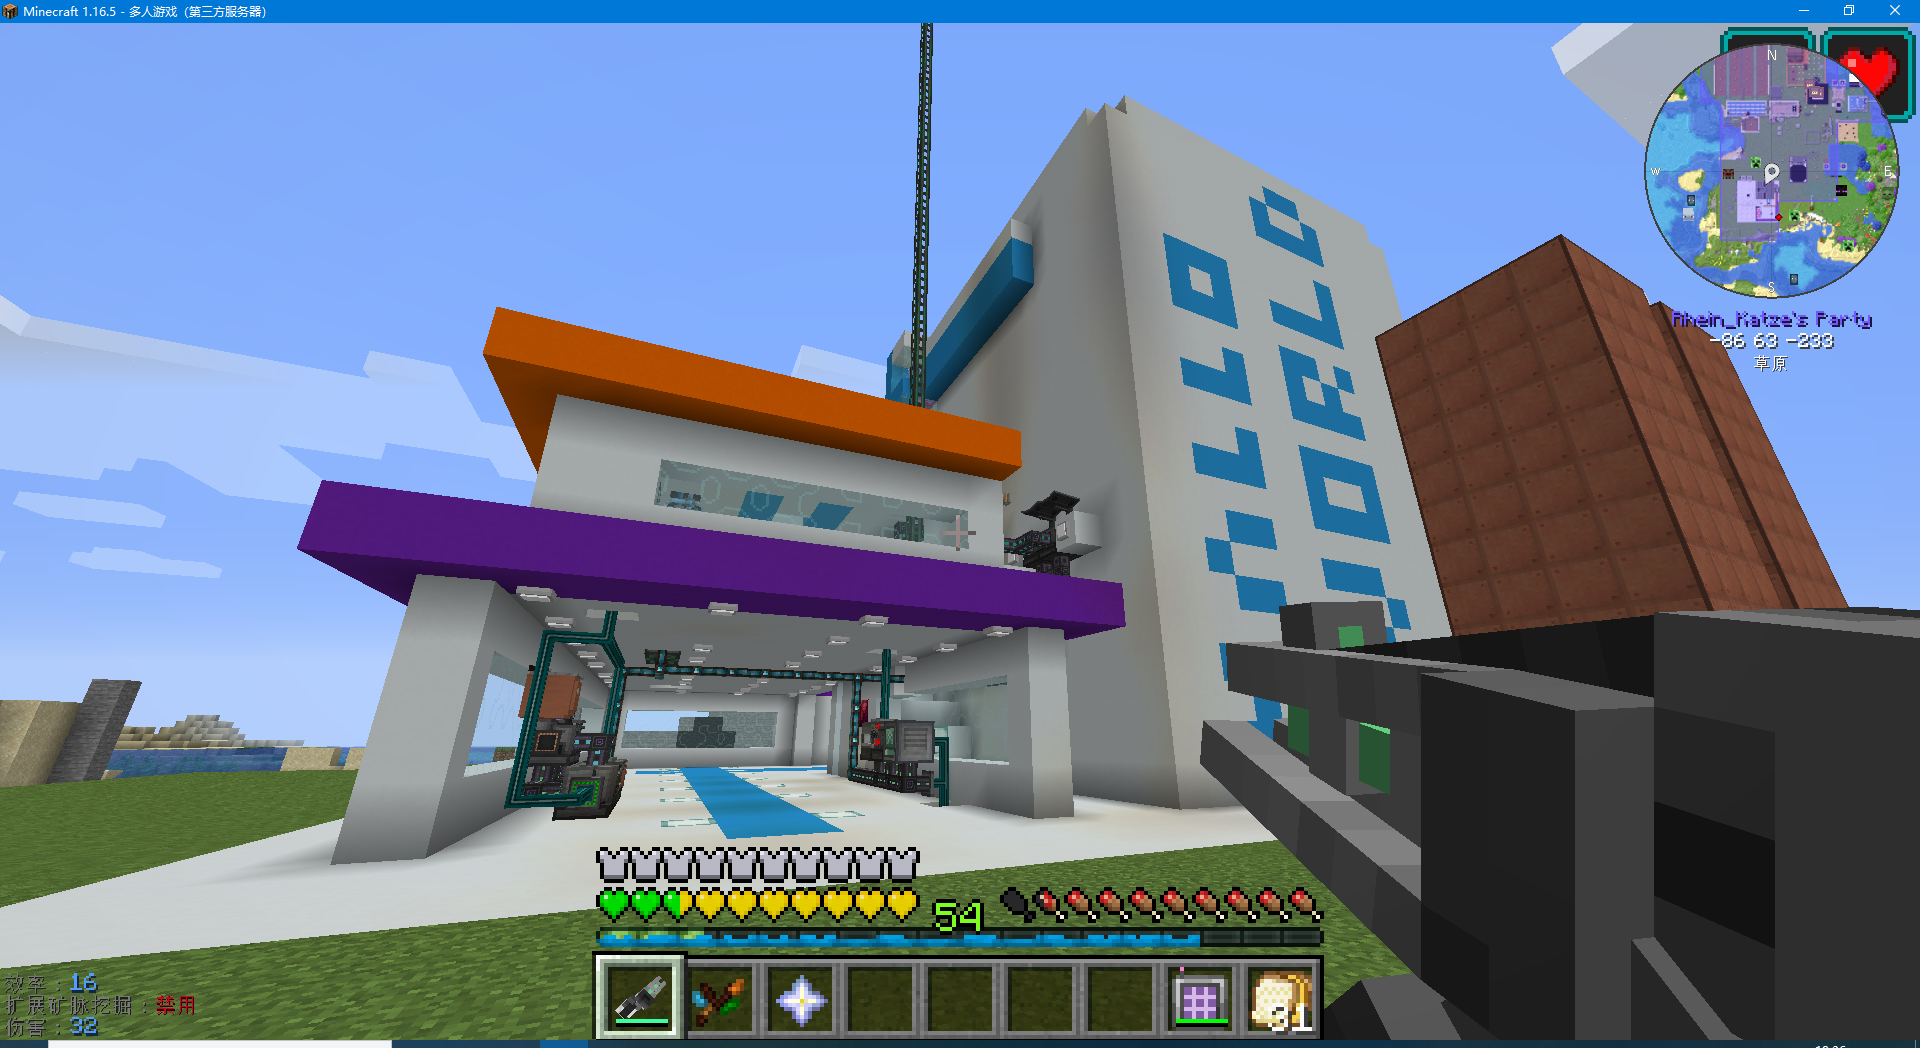 Minecraft 1.16.5 - 多人游戏（第三方服务器）
N
W
E
S
Rhein_Katze's Party
-86 63 -233
草原
54
效率：16
扩展矿脉挖掘：禁用
伤害：32
31